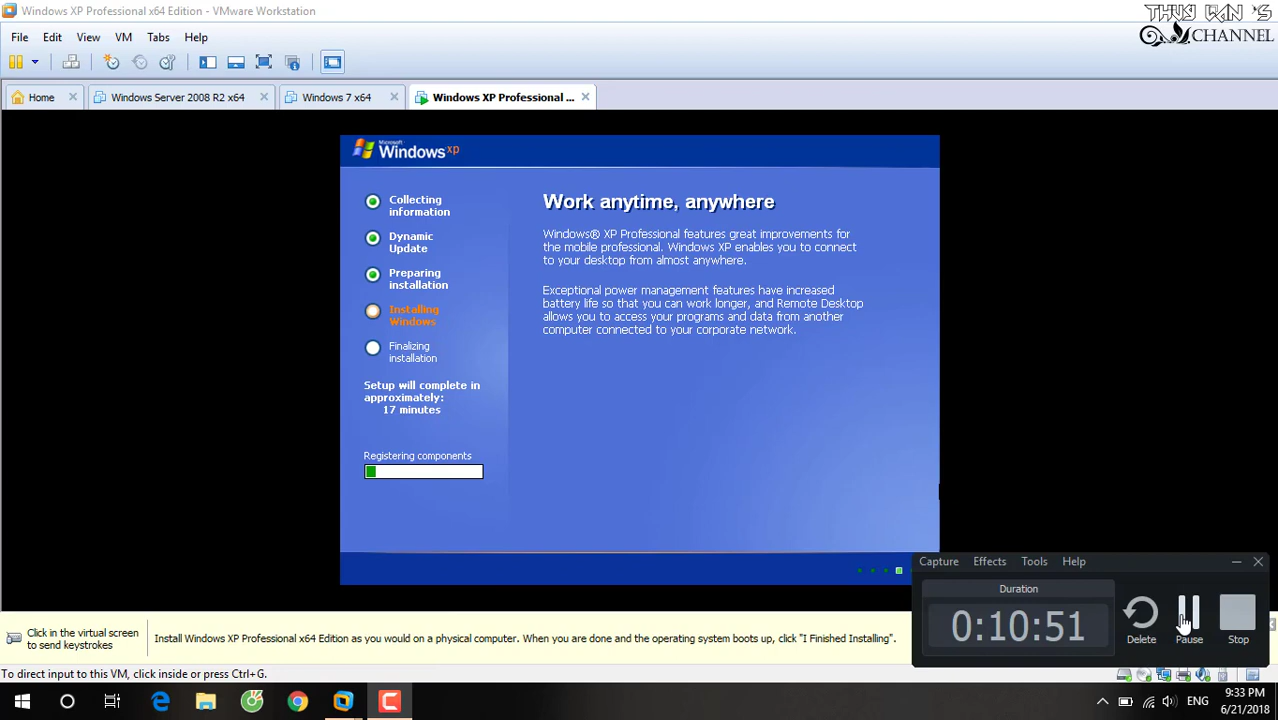 Windows XP Professional x64 Edition - VMware Workstation
THUY WIN'S
CHANNEL
File Edit View VM Tabs Help
Home Windows Server 2008 R2 x64 Windows 7 x64 Windows XP Professional ...
Microsoft
Windows xp
Collecting
information
Dynamic
Update
Preparing
installation
Installing
Windows
Finalizing
installation
Setup will complete in
approximately:
17 minutes
Registering components
Work anytime, anywhere
Windows® XP Professional features great improvements for
the mobile professional. Windows XP enables you to connect
to your desktop from almost anywhere.
Exceptional power management features have increased
battery life so that you can work longer, and Remote Desktop
allows you to access your programs and data from another
computer connected to your corporate network.
Capture Effects Tools Help
Duration
0:10:51
Delete Pause Stop
Click in the virtual screen
to send keystrokes
Install Windows XP Professional x64 Edition as you would on a physical computer. When you are done and the operating system boots up, click "I Finished Installing".
To direct input to this VM, click inside or press Ctrl+G.
ENG
9:33 PM
6/21/2018